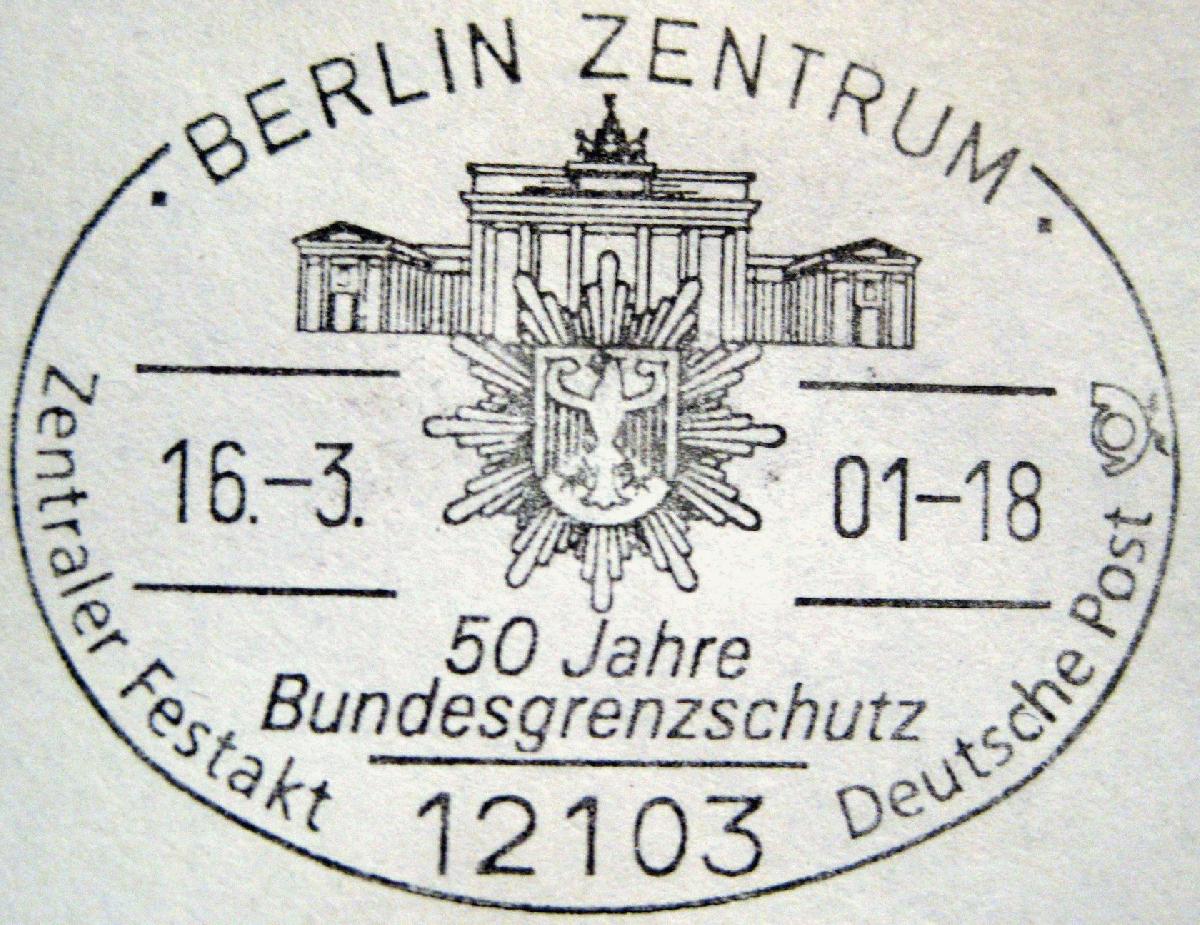 · BERLIN ZENTRUM ·
16.–3.
01–18
50 Jahre
Bundesgrenzschutz
12103
Zentraler Festakt
Deutsche Post